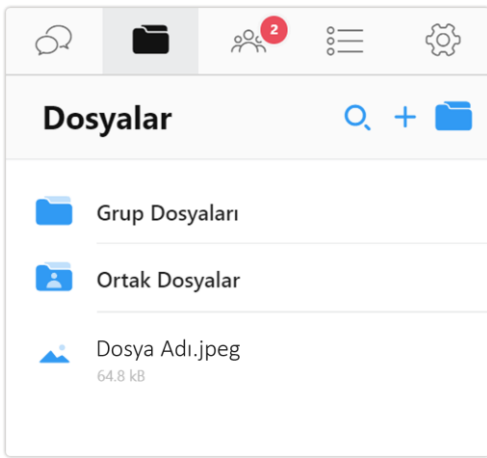 2
Dosyalar
Grup Dosyaları
Ortak Dosyalar
Dosya Adı.jpeg
64.8 kB